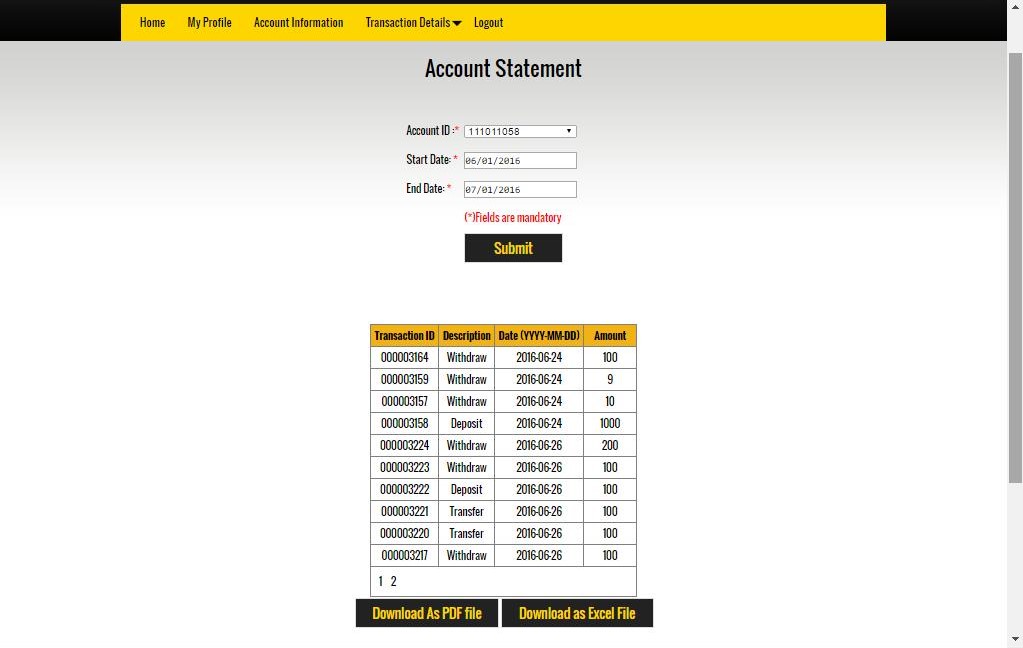 Home My Profile Account Information Transaction Details Logout
Account Statement
Account ID :* 111011058
Start Date: * 06/01/2016
End Date: * 07/01/2016
(*)Fields are mandatory
Submit
Transaction ID Description Date (YYYY-MM-DD) Amount
000003164 Withdraw 2016-06-24 100
000003159 Withdraw 2016-06-24 9
000003157 Withdraw 2016-06-24 10
000003158 Deposit 2016-06-24 1000
000003224 Withdraw 2016-06-26 200
000003223 Withdraw 2016-06-26 100
000003222 Deposit 2016-06-26 100
000003221 Transfer 2016-06-26 100
000003220 Transfer 2016-06-26 100
000003217 Withdraw 2016-06-26 100
1 2
Download As PDF file Download as Excel File